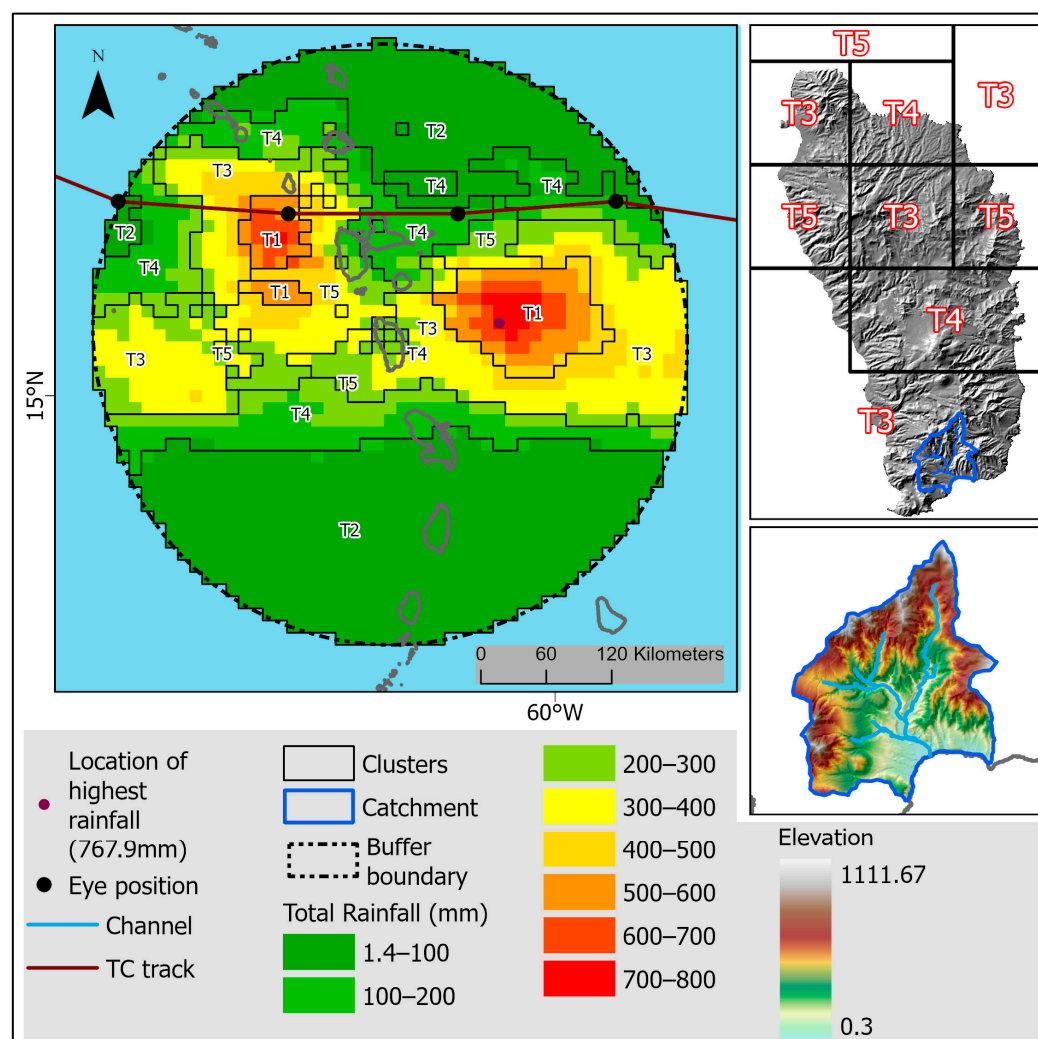 N
T2
T4
T3
T4
T4
T2
T4
T1
T4
T5
T1
T5
T1
T3
T3
T5
T4
T3
T5
T4
T2
15°N
0 60 120 Kilometers
60°W
T5
T3
T4
T3
T5
T3
T5
T4
T3
Location of
highest
rainfall
(767.9mm)
Eye position
Channel
TC track
Clusters
Catchment
Buffer
boundary
Total Rainfall (mm)
1.4–100
100–200
200–300
300–400
400–500
500–600
600–700
700–800
Elevation
1111.67
0.3